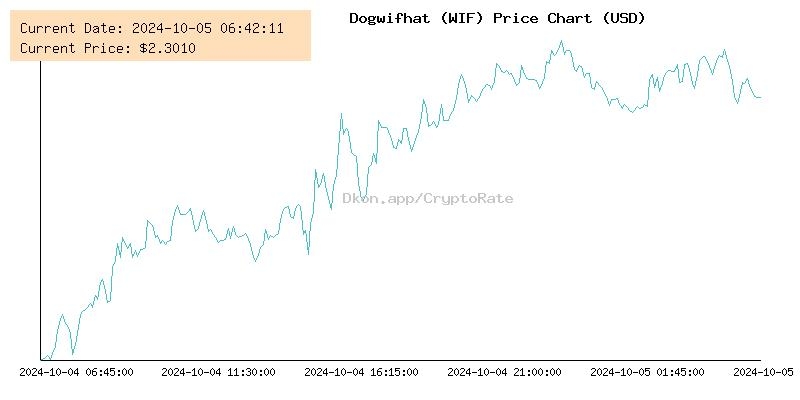 Dogwifhat (WIF) Price Chart (USD)
Current Date: 2024-10-05 06:42:11
Current Price: $2.3010
Dkon.app/CryptoRate
2024-10-04 06:45:00 2024-10-04 11:30:00 2024-10-04 16:15:00 2024-10-04 21:00:00 2024-10-05 01:45:00 2024-10-05